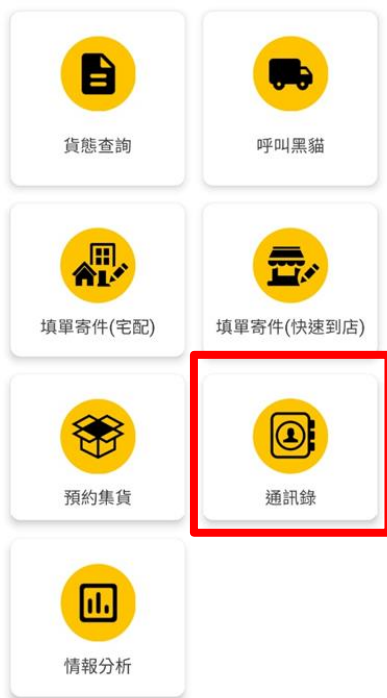 貨態查詢
呼叫黑貓
填單寄件(宅配)
填單寄件(快速到店)
預約集貨
通訊錄
情報分析